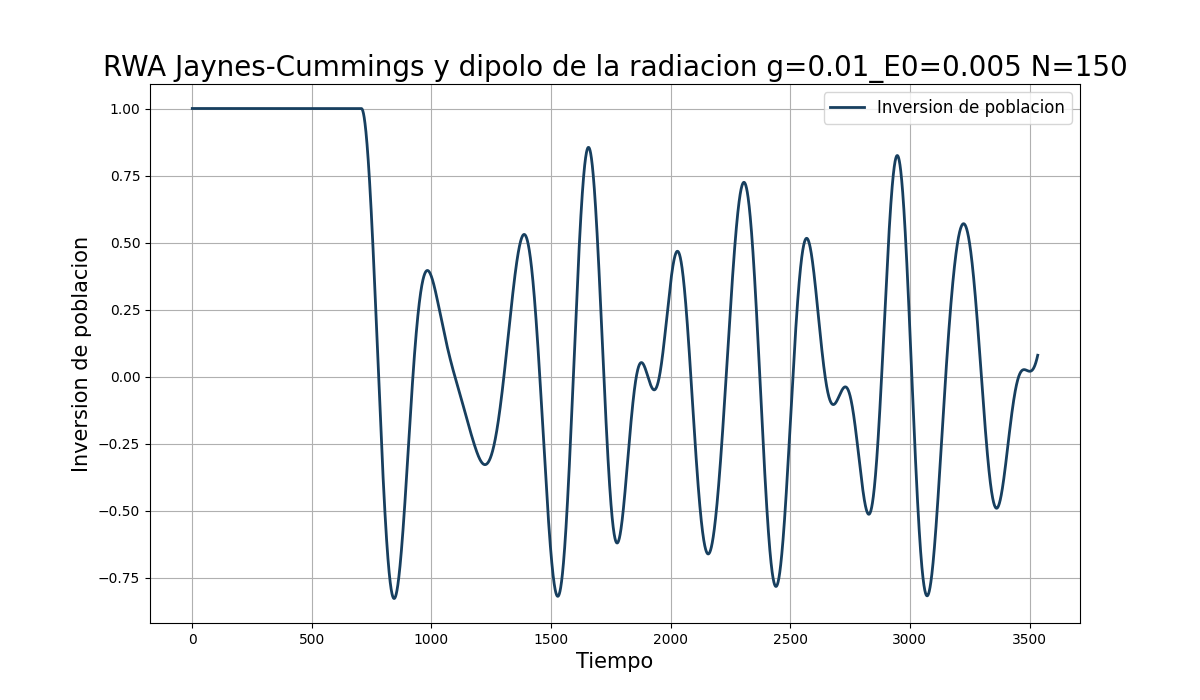 RWA Jaynes-Cummings y dipolo de la radiacion g=0.01_E0=0.005 N=150
Inversion de poblacion
1.00
0.75
0.50
0.25
0.00
−0.25
−0.50
−0.75
Inversion de poblacion
0 500 1000 1500 2000 2500 3000 3500
Tiempo